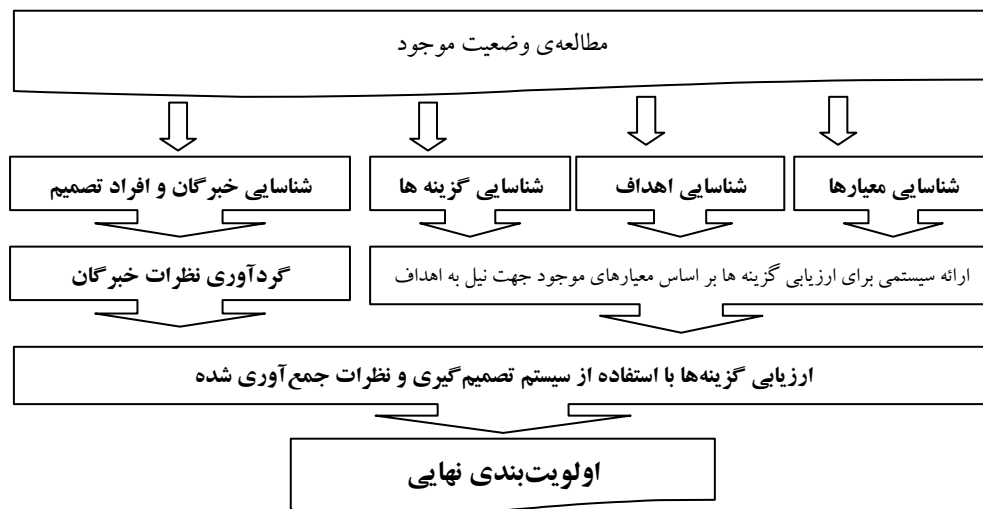 مطالعه‌ی وضعیت موجود
شناسایی معیارها
شناسایی اهداف
شناسایی گزینه ها
شناسایی خبرگان و افراد تصمیم
ارائه سیستمی برای ارزیابی گزینه ها بر اساس معیارهای موجود جهت نیل به اهداف
گردآوری نظرات خبرگان
ارزیابی گزینه‌ها با استفاده از سیستم تصمیم‌گیری و نظرات جمع‌آوری شده
اولویت‌بندی نهایی